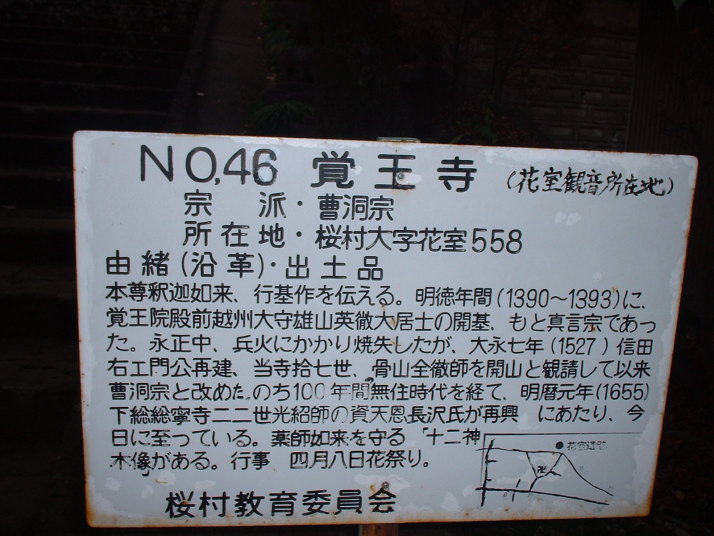 NO,46 覚王寺 (花室観音所在地)
宗派・曹洞宗
所在地・桜村大字花室558
由緒(沿革)・出土品
本尊釈迦如来、行基作を伝える。明徳年間(1390～1393)に、
覚王院殿前越州大守雄山英徹大居士の開基、もと真言宗であっ
た。永正中、兵火にかかり焼失したが、大永七年(1527)信田
右エ門公再建、当寺拾七世、骨山全徹師を開山と観請して以来
曹洞宗と改めたのち100年間無住時代を経て、明暦元年(1655)
下総総寧寺二二世光紹師の資天恩長沢氏が再興 にあたり、今
日に至っている。薬師如来を守る「十二神
木像がある。行事 四月八日花祭り。
花室遺跡
卍
桜村教育委員会